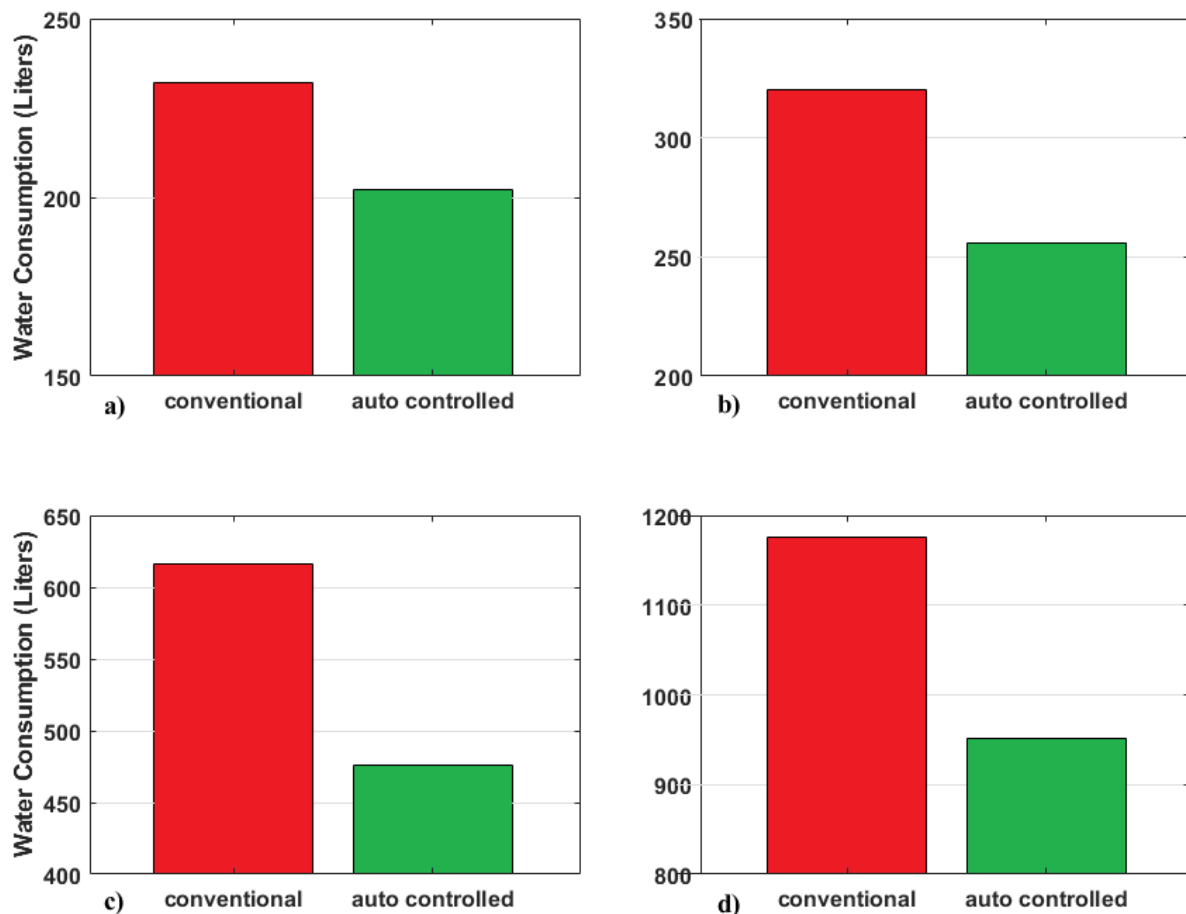 Water Consumption (Liters)
250
200
150
a)
conventional
auto controlled
350
300
250
200
b)
conventional
auto controlled
Water Consumption (Liters)
650
600
550
500
450
400
c)
conventional
auto controlled
1200
1100
1000
900
800
d)
conventional
auto controlled